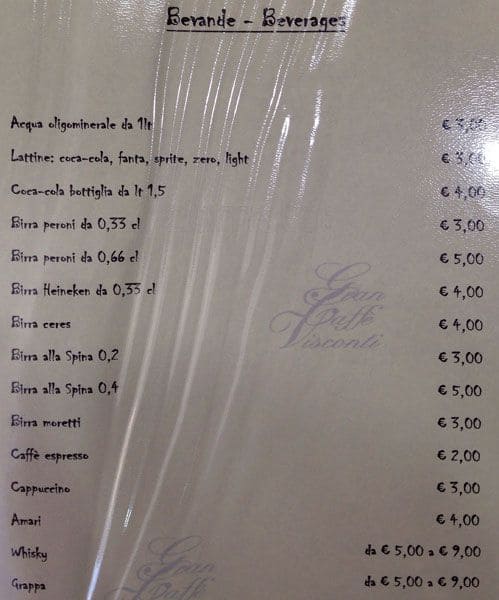 Bevande - Beverages
Acqua oligominerale da 1lt € 3,00
Lattine: coca-cola, fanta, sprite, zero, light € 3,00
Coca-cola bottiglia da lt 1,5 € 4,00
Birra peroni da 0,33 cl € 3,00
Birra peroni da 0,66 cl € 5,00
Birra Heineken da 0,33 cl € 4,00
Gran
Caffè
Visconti
Birra ceres € 4,00
Birra alla Spina 0,2 € 3,00
Birra alla Spina 0,4 € 5,00
Birra moretti € 3,00
Caffè espresso € 2,00
Cappuccino € 3,00
Amari € 4,00
Whisky da € 5,00 a € 9,00
Gran
Caffè
Grappa da € 5,00 a € 9,00